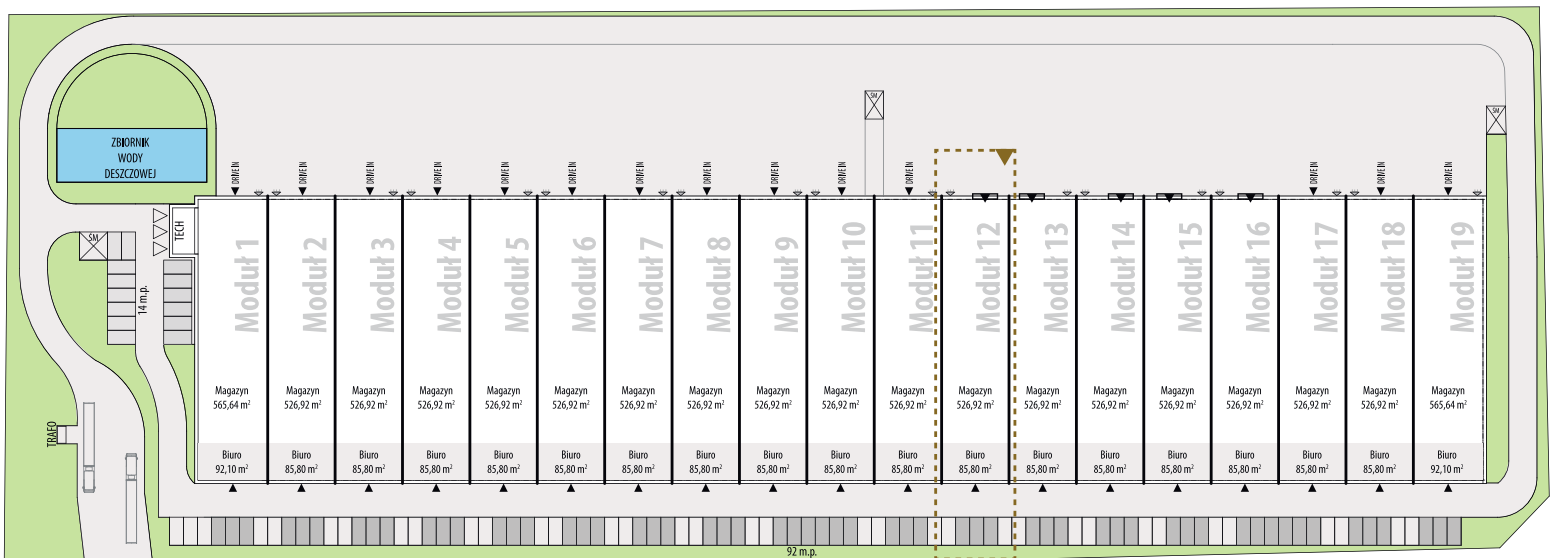 ŚM
ŚM
ZBIORNIK
WODY
DESZCZOWEJ
DRIVE IN
DRIVE IN
DRIVE IN
DRIVE IN
DRIVE IN
DRIVE IN
DRIVE IN
DRIVE IN
DRIVE IN
DRIVE IN
DRIVE IN
DRIVE IN
DRIVE IN
DRIVE IN
TECH
ŚM
14 m.p.
TRAFO
Moduł 1
Moduł 2
Moduł 3
Moduł 4
Moduł 5
Moduł 6
Moduł 7
Moduł 8
Moduł 9
Moduł 10
Moduł 11
Moduł 12
Moduł 13
Moduł 14
Moduł 15
Moduł 16
Moduł 17
Moduł 18
Moduł 19
Magazyn Magazyn Magazyn Magazyn Magazyn Magazyn Magazyn Magazyn Magazyn Magazyn Magazyn Magazyn Magazyn Magazyn Magazyn Magazyn Magazyn Magazyn Magazyn
565,64 m² 526,92 m² 526,92 m² 526,92 m² 526,92 m² 526,92 m² 526,92 m² 526,92 m² 526,92 m² 526,92 m² 526,92 m² 526,92 m² 526,92 m² 526,92 m² 526,92 m² 526,92 m² 526,92 m² 526,92 m² 565,64 m²
Biuro Biuro Biuro Biuro Biuro Biuro Biuro Biuro Biuro Biuro Biuro Biuro Biuro Biuro Biuro Biuro Biuro Biuro Biuro
92,10 m² 85,80 m² 85,80 m² 85,80 m² 85,80 m² 85,80 m² 85,80 m² 85,80 m² 85,80 m² 85,80 m² 85,80 m² 85,80 m² 85,80 m² 85,80 m² 85,80 m² 85,80 m² 85,80 m² 85,80 m² 92,10 m²
92 m.p.